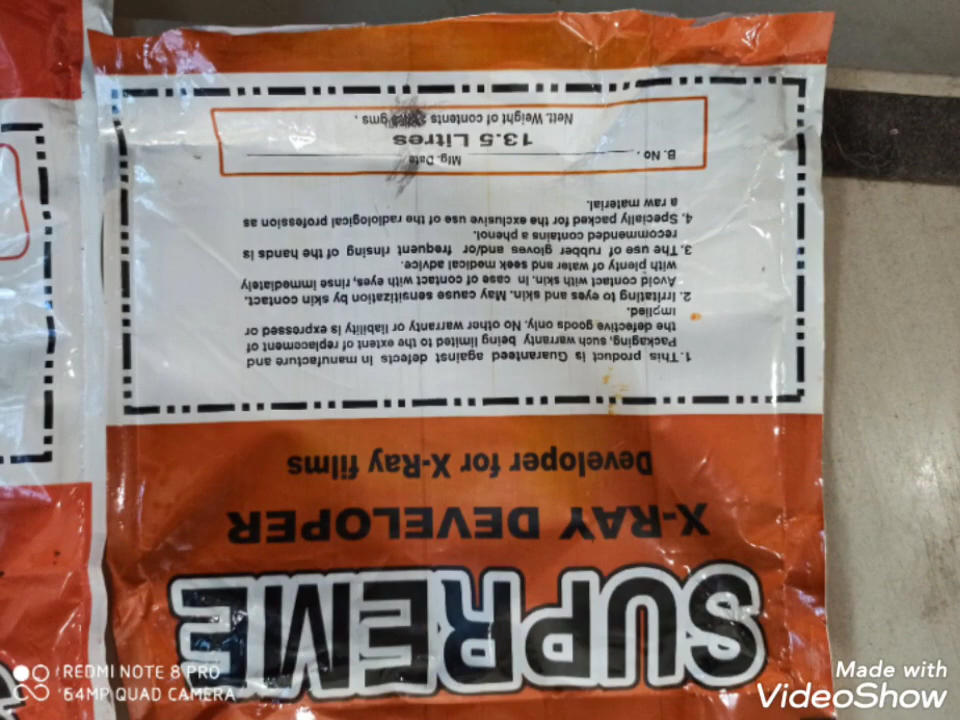 SUPREME
X-RAY DEVELOPER
Developer for X-Ray films
1. This product is Guaranteed against defects in manufacture and
Packaging, such warranty being limited to the extent of replacement of
the defective goods only. No other warranty or liability is expressed or
implied.
2. Irritating to eyes and skin. May cause sensitization by skin contact.
Avoid contact with skin. In case of contact with eyes, rinse immediately
with plenty of water and seek medical advice.
3. The use of rubber gloves and/or frequent rinsing of the hands is
recommended contains a phenol.
4. Specially packed for the exclusive use of the radiological profession as
a raw material.
B. No. Mfg. Date
13.5 Litres
Nett. Weight of contents gms.
REDMI NOTE 8 PRO
64MP QUAD CAMERA
Made with
VideoShow